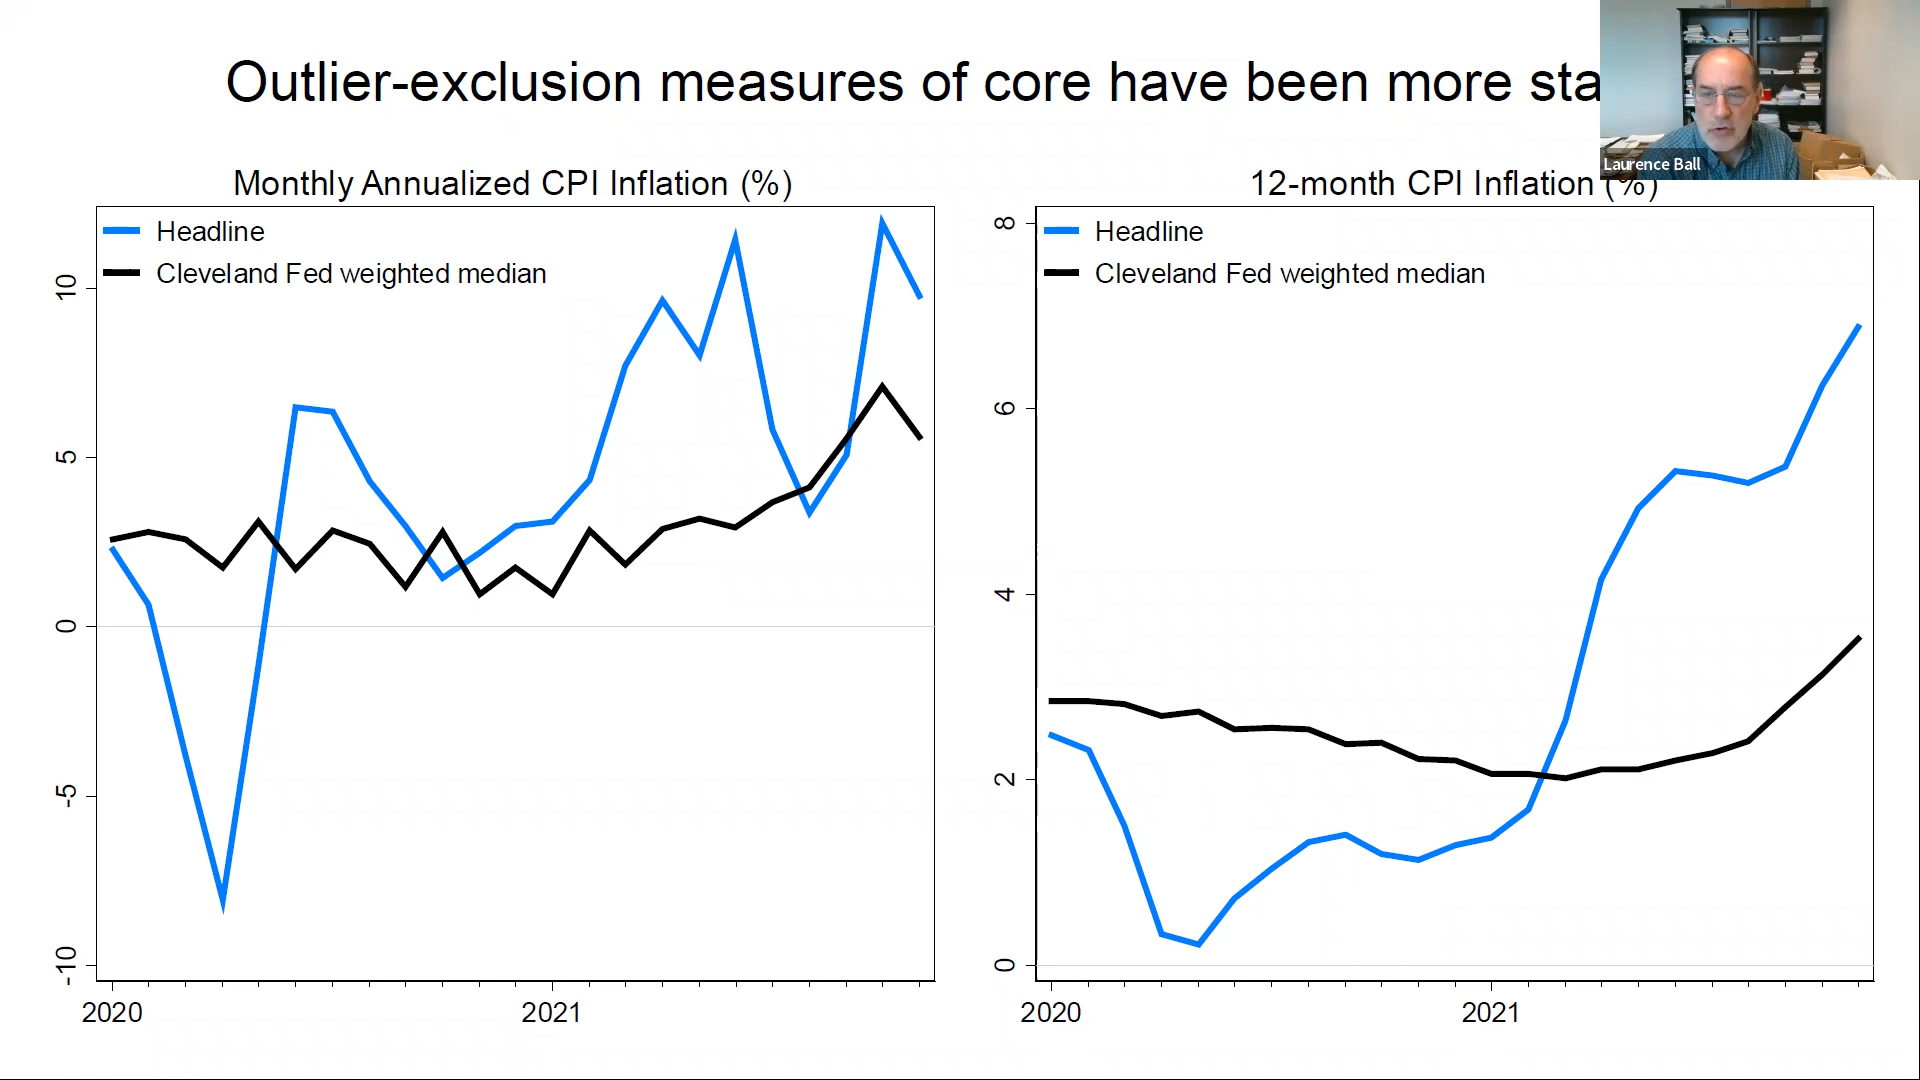 Outlier-exclusion measures of core have been more sta
Laurence Ball
Monthly Annualized CPI Inflation (%)
Headline
Cleveland Fed weighted median
10
5
0
-5
-10
2020
2021
12-month CPI Inflation (%)
Headline
Cleveland Fed weighted median
8
6
4
2
0
2020
2021